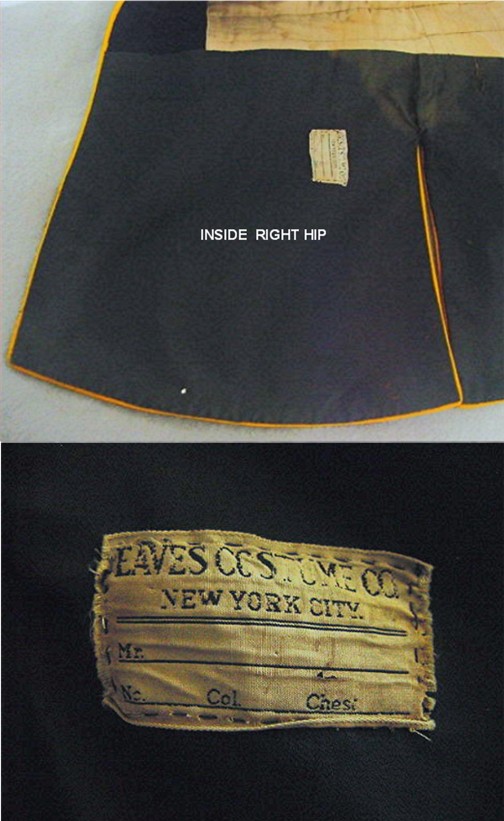 INSIDE RIGHT HIP
EAVES COSTUME CO.
NEW YORK CITY.
Mr.
No. Col. Chest